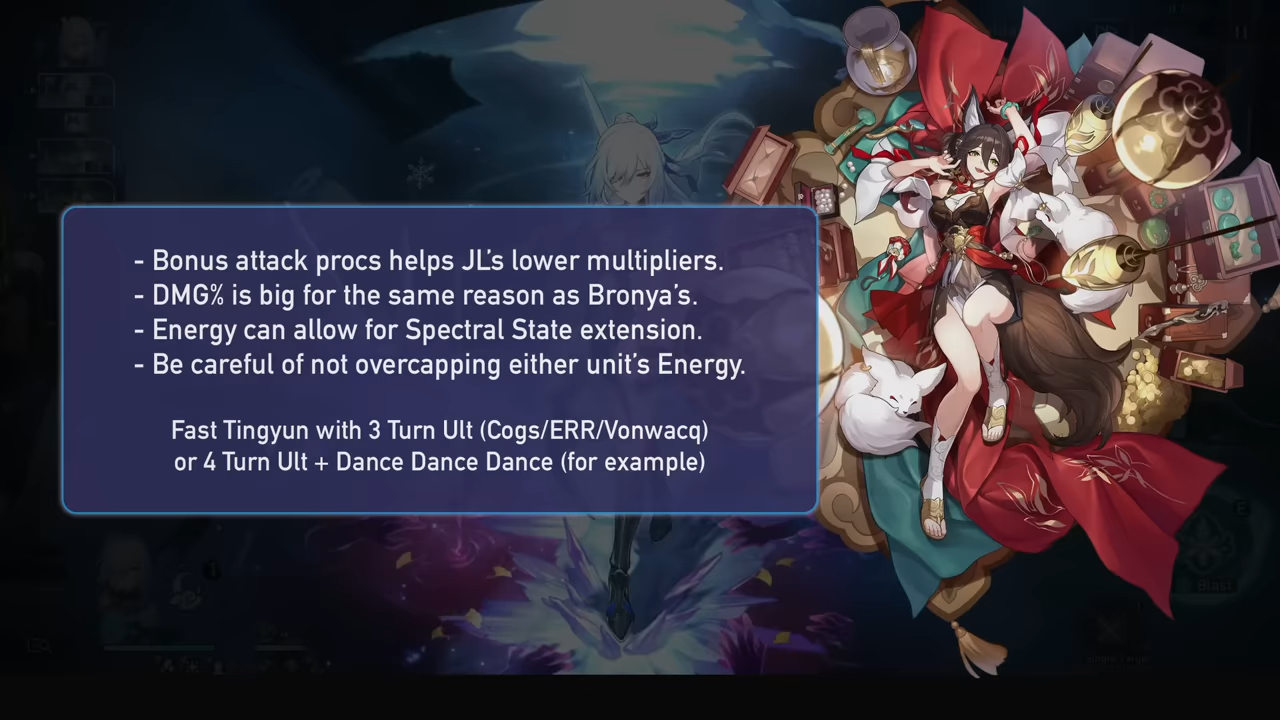 - Bonus attack procs helps JL's lower multipliers.
- DMG% is big for the same reason as Bronya's.
- Energy can allow for Spectral State extension.
- Be careful of not overcapping either unit's Energy.
Fast Tingyun with 3 Turn Ult (Cogs/ERR/Vonwacq)
or 4 Turn Ult + Dance Dance Dance (for example)
E
Blast